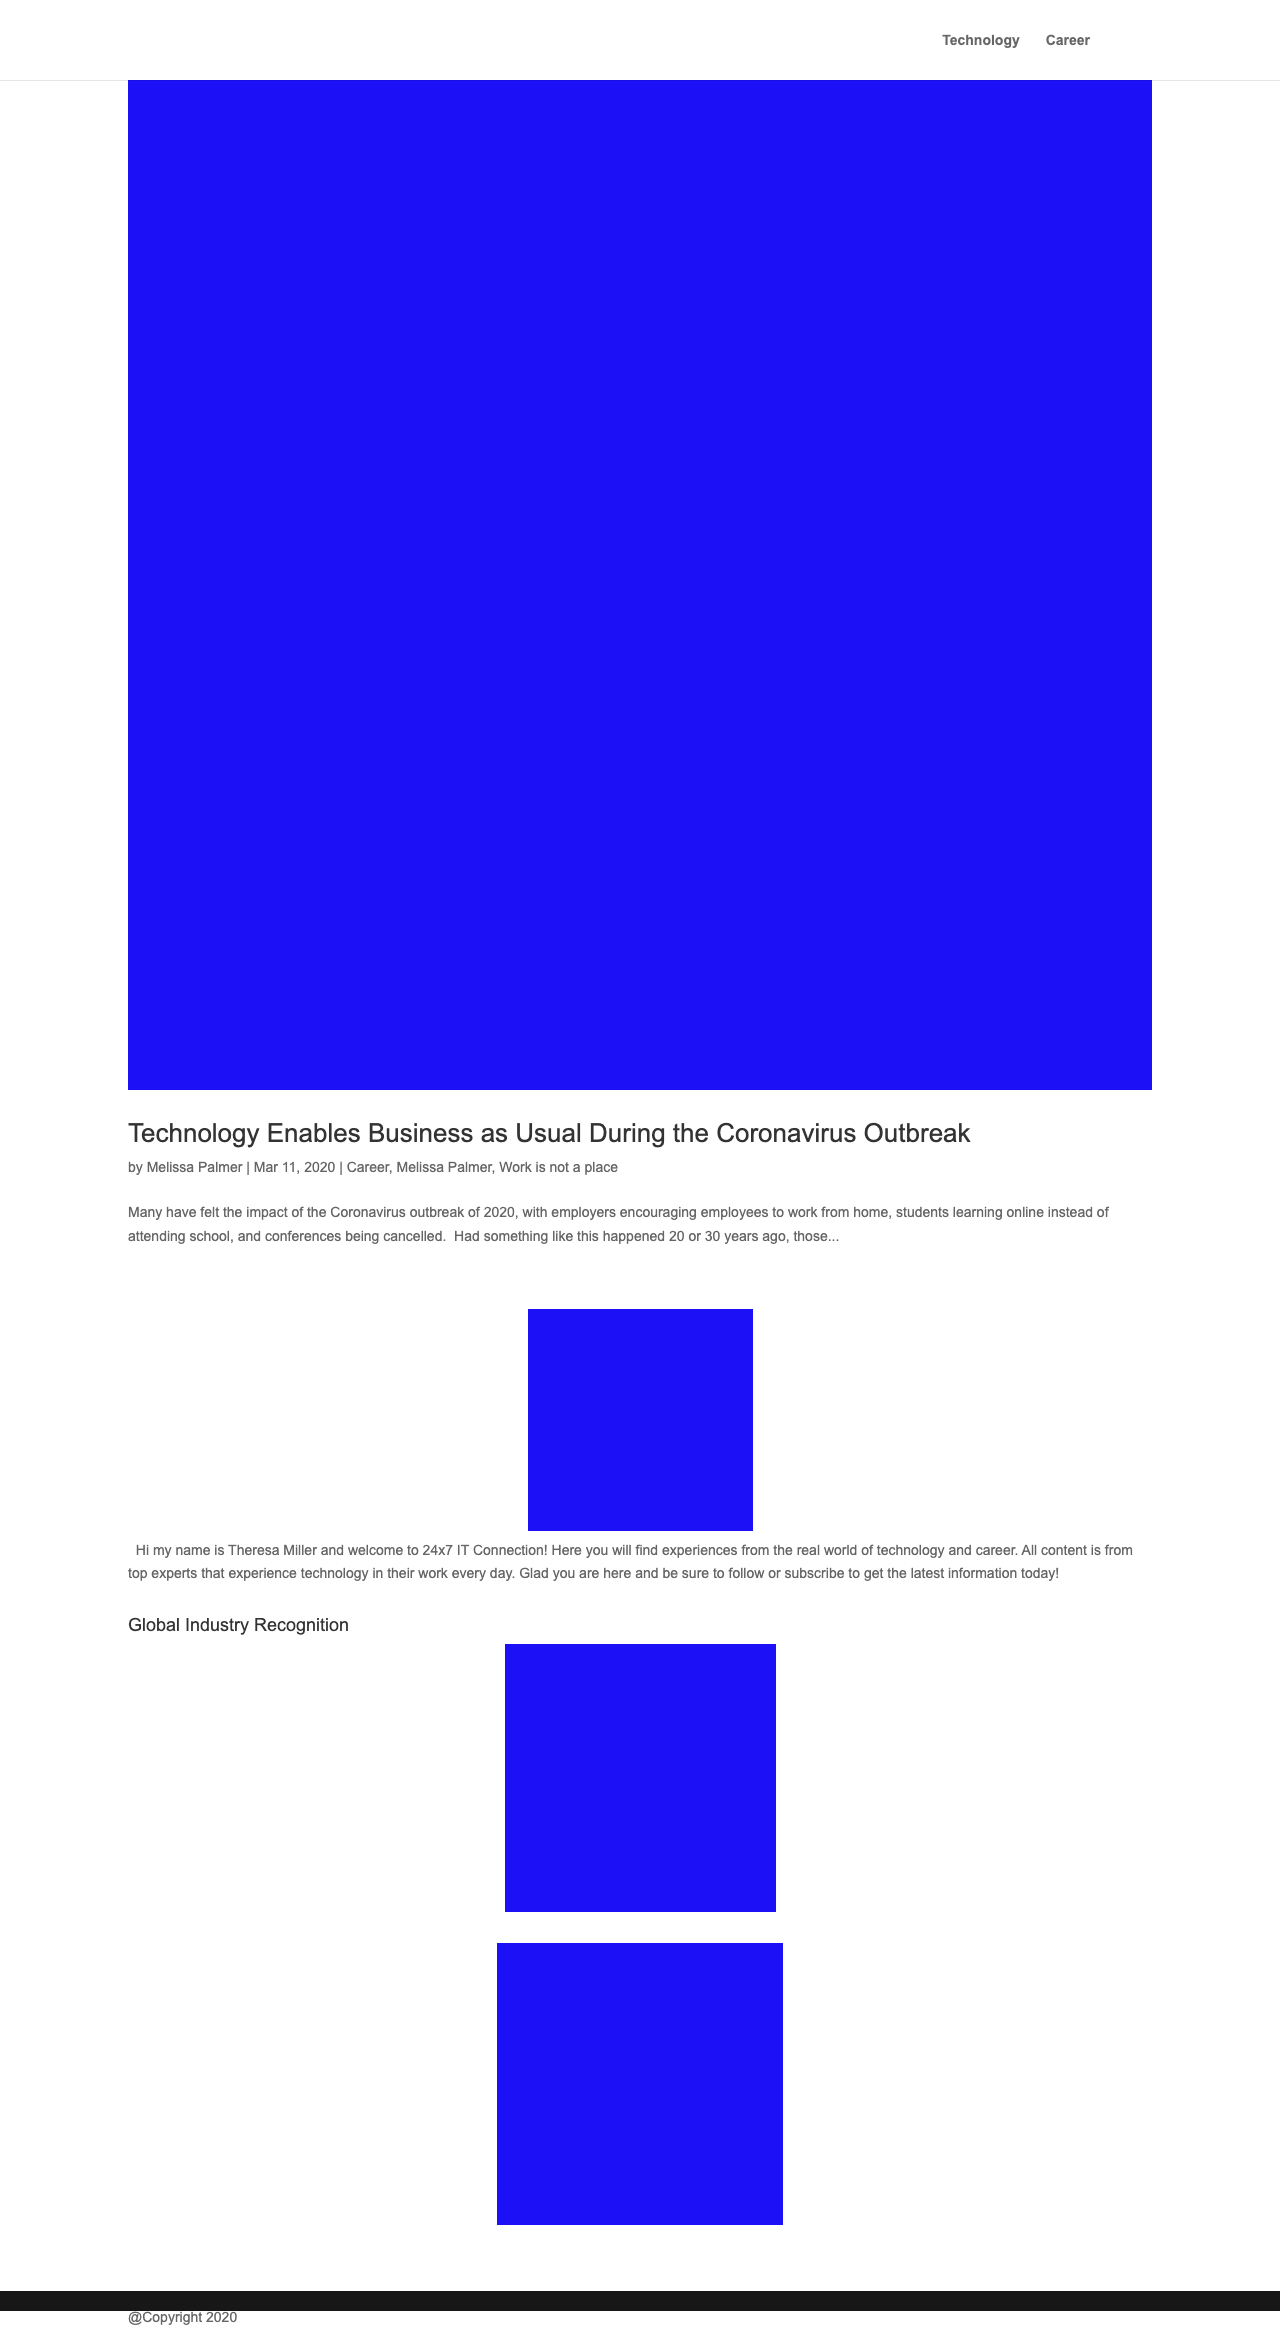 Technology Career
Technology Enables Business as Usual During the Coronavirus Outbreak
by Melissa Palmer | Mar 11, 2020 | Career, Melissa Palmer, Work is not a place
Many have felt the impact of the Coronavirus outbreak of 2020, with employers encouraging employees to work from home, students learning online instead of
attending school, and conferences being cancelled.  Had something like this happened 20 or 30 years ago, those...
Hi my name is Theresa Miller and welcome to 24x7 IT Connection! Here you will find experiences from the real world of technology and career. All content is from
top experts that experience technology in their work every day. Glad you are here and be sure to follow or subscribe to get the latest information today!
Global Industry Recognition
@Copyright 2020